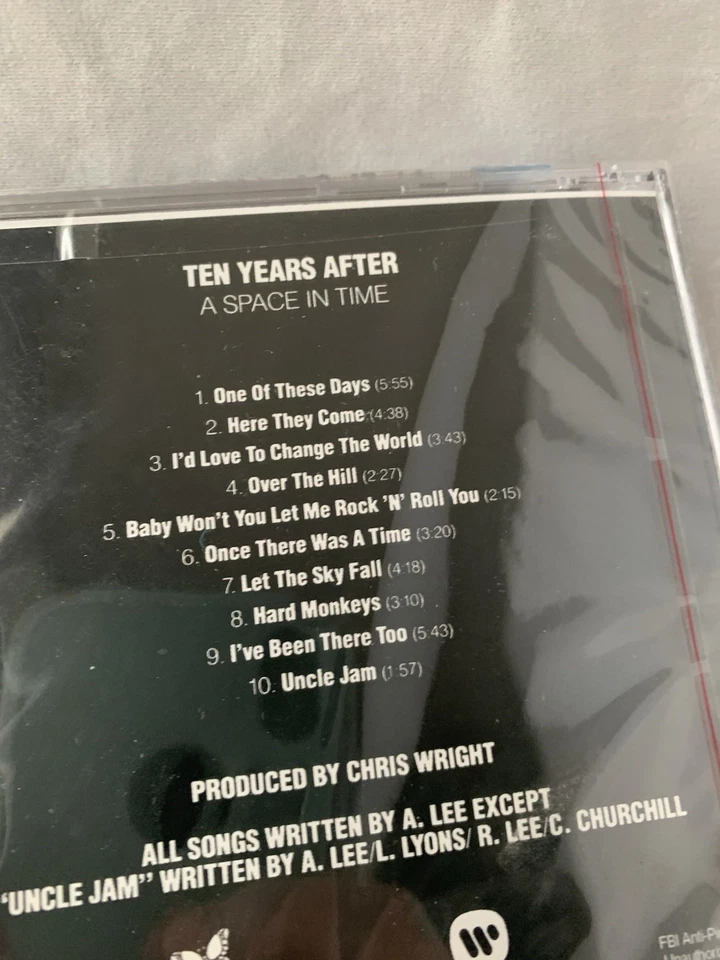 TEN YEARS AFTER
A SPACE IN TIME
1. One Of These Days (5:55)
2. Here They Come (4:38)
3. I'd Love To Change The World (3:43)
4. Over The Hill (2:27)
5. Baby Won't You Let Me Rock 'N' Roll You (2:15)
6. Once There Was A Time (3:20)
7. Let The Sky Fall (4:18)
8. Hard Monkeys (3:10)
9. I've Been There Too (5:43)
10. Uncle Jam (1:57)
PRODUCED BY CHRIS WRIGHT
ALL SONGS WRITTEN BY A. LEE EXCEPT
"UNCLE JAM" WRITTEN BY A. LEE/L. LYONS/ R. LEE/C. CHURCHILL
FBI Anti-